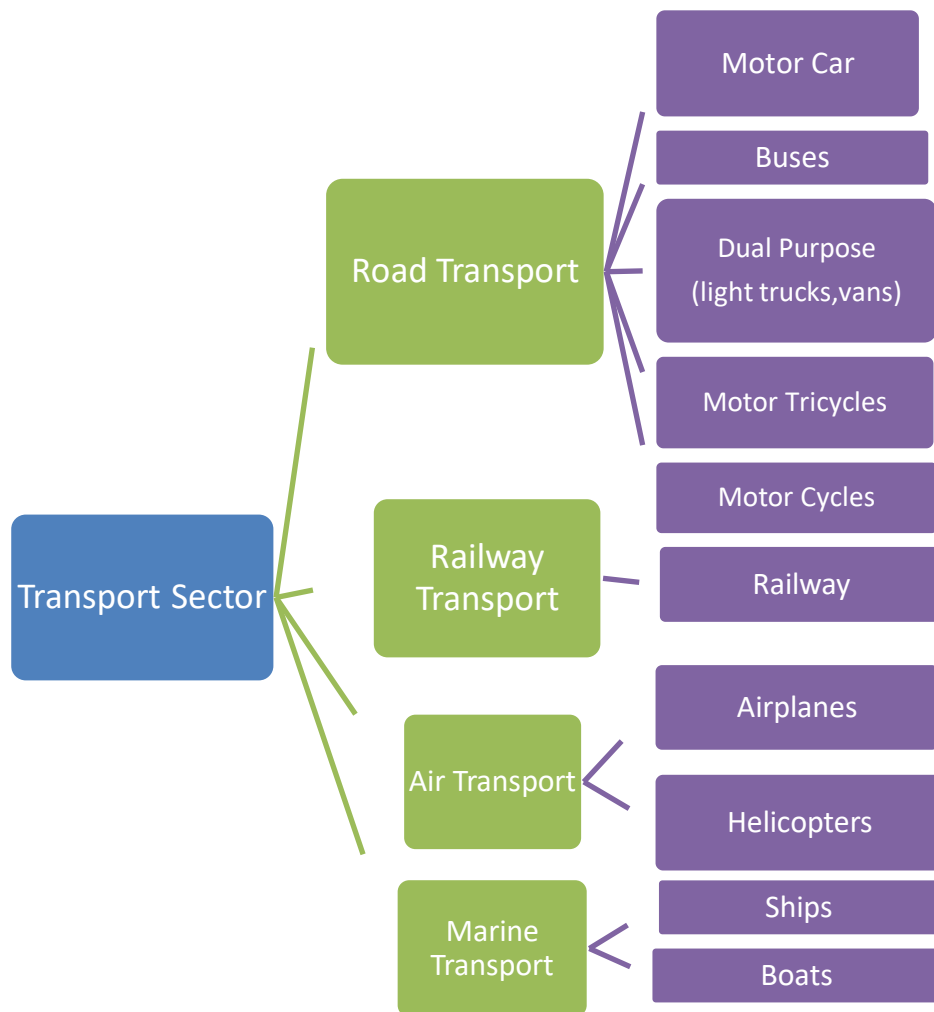 Transport Sector
Road Transport
Motor Car
Buses
Dual Purpose
(light trucks,vans)
Motor Tricycles
Motor Cycles
Railway
Transport
Railway
Air Transport
Airplanes
Helicopters
Marine
Transport
Ships
Boats